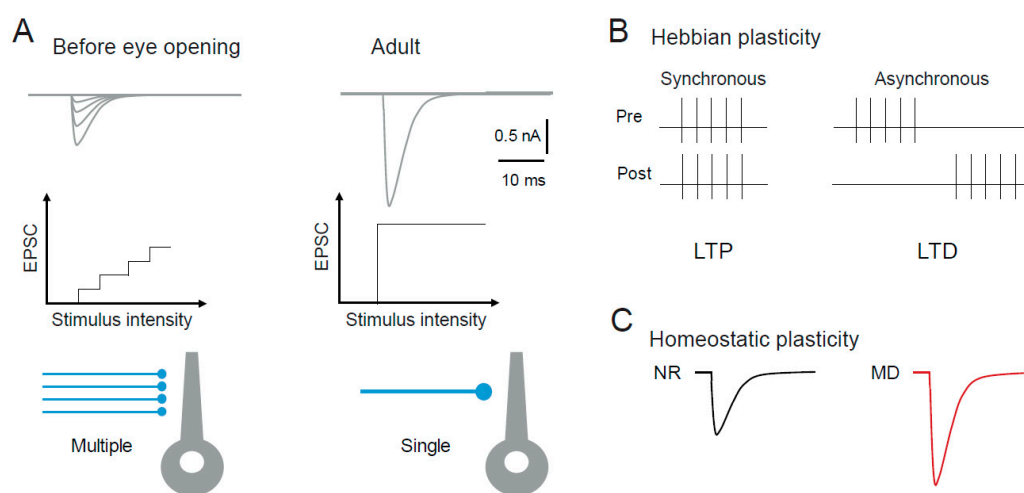 A
Before eye opening
Adult
0.5 nA
10 ms
EPSC
Stimulus intensity
EPSC
Stimulus intensity
Multiple
Single
B
Hebbian plasticity
Synchronous
Asynchronous
Pre
Post
LTP
LTD
C
Homeostatic plasticity
NR
MD